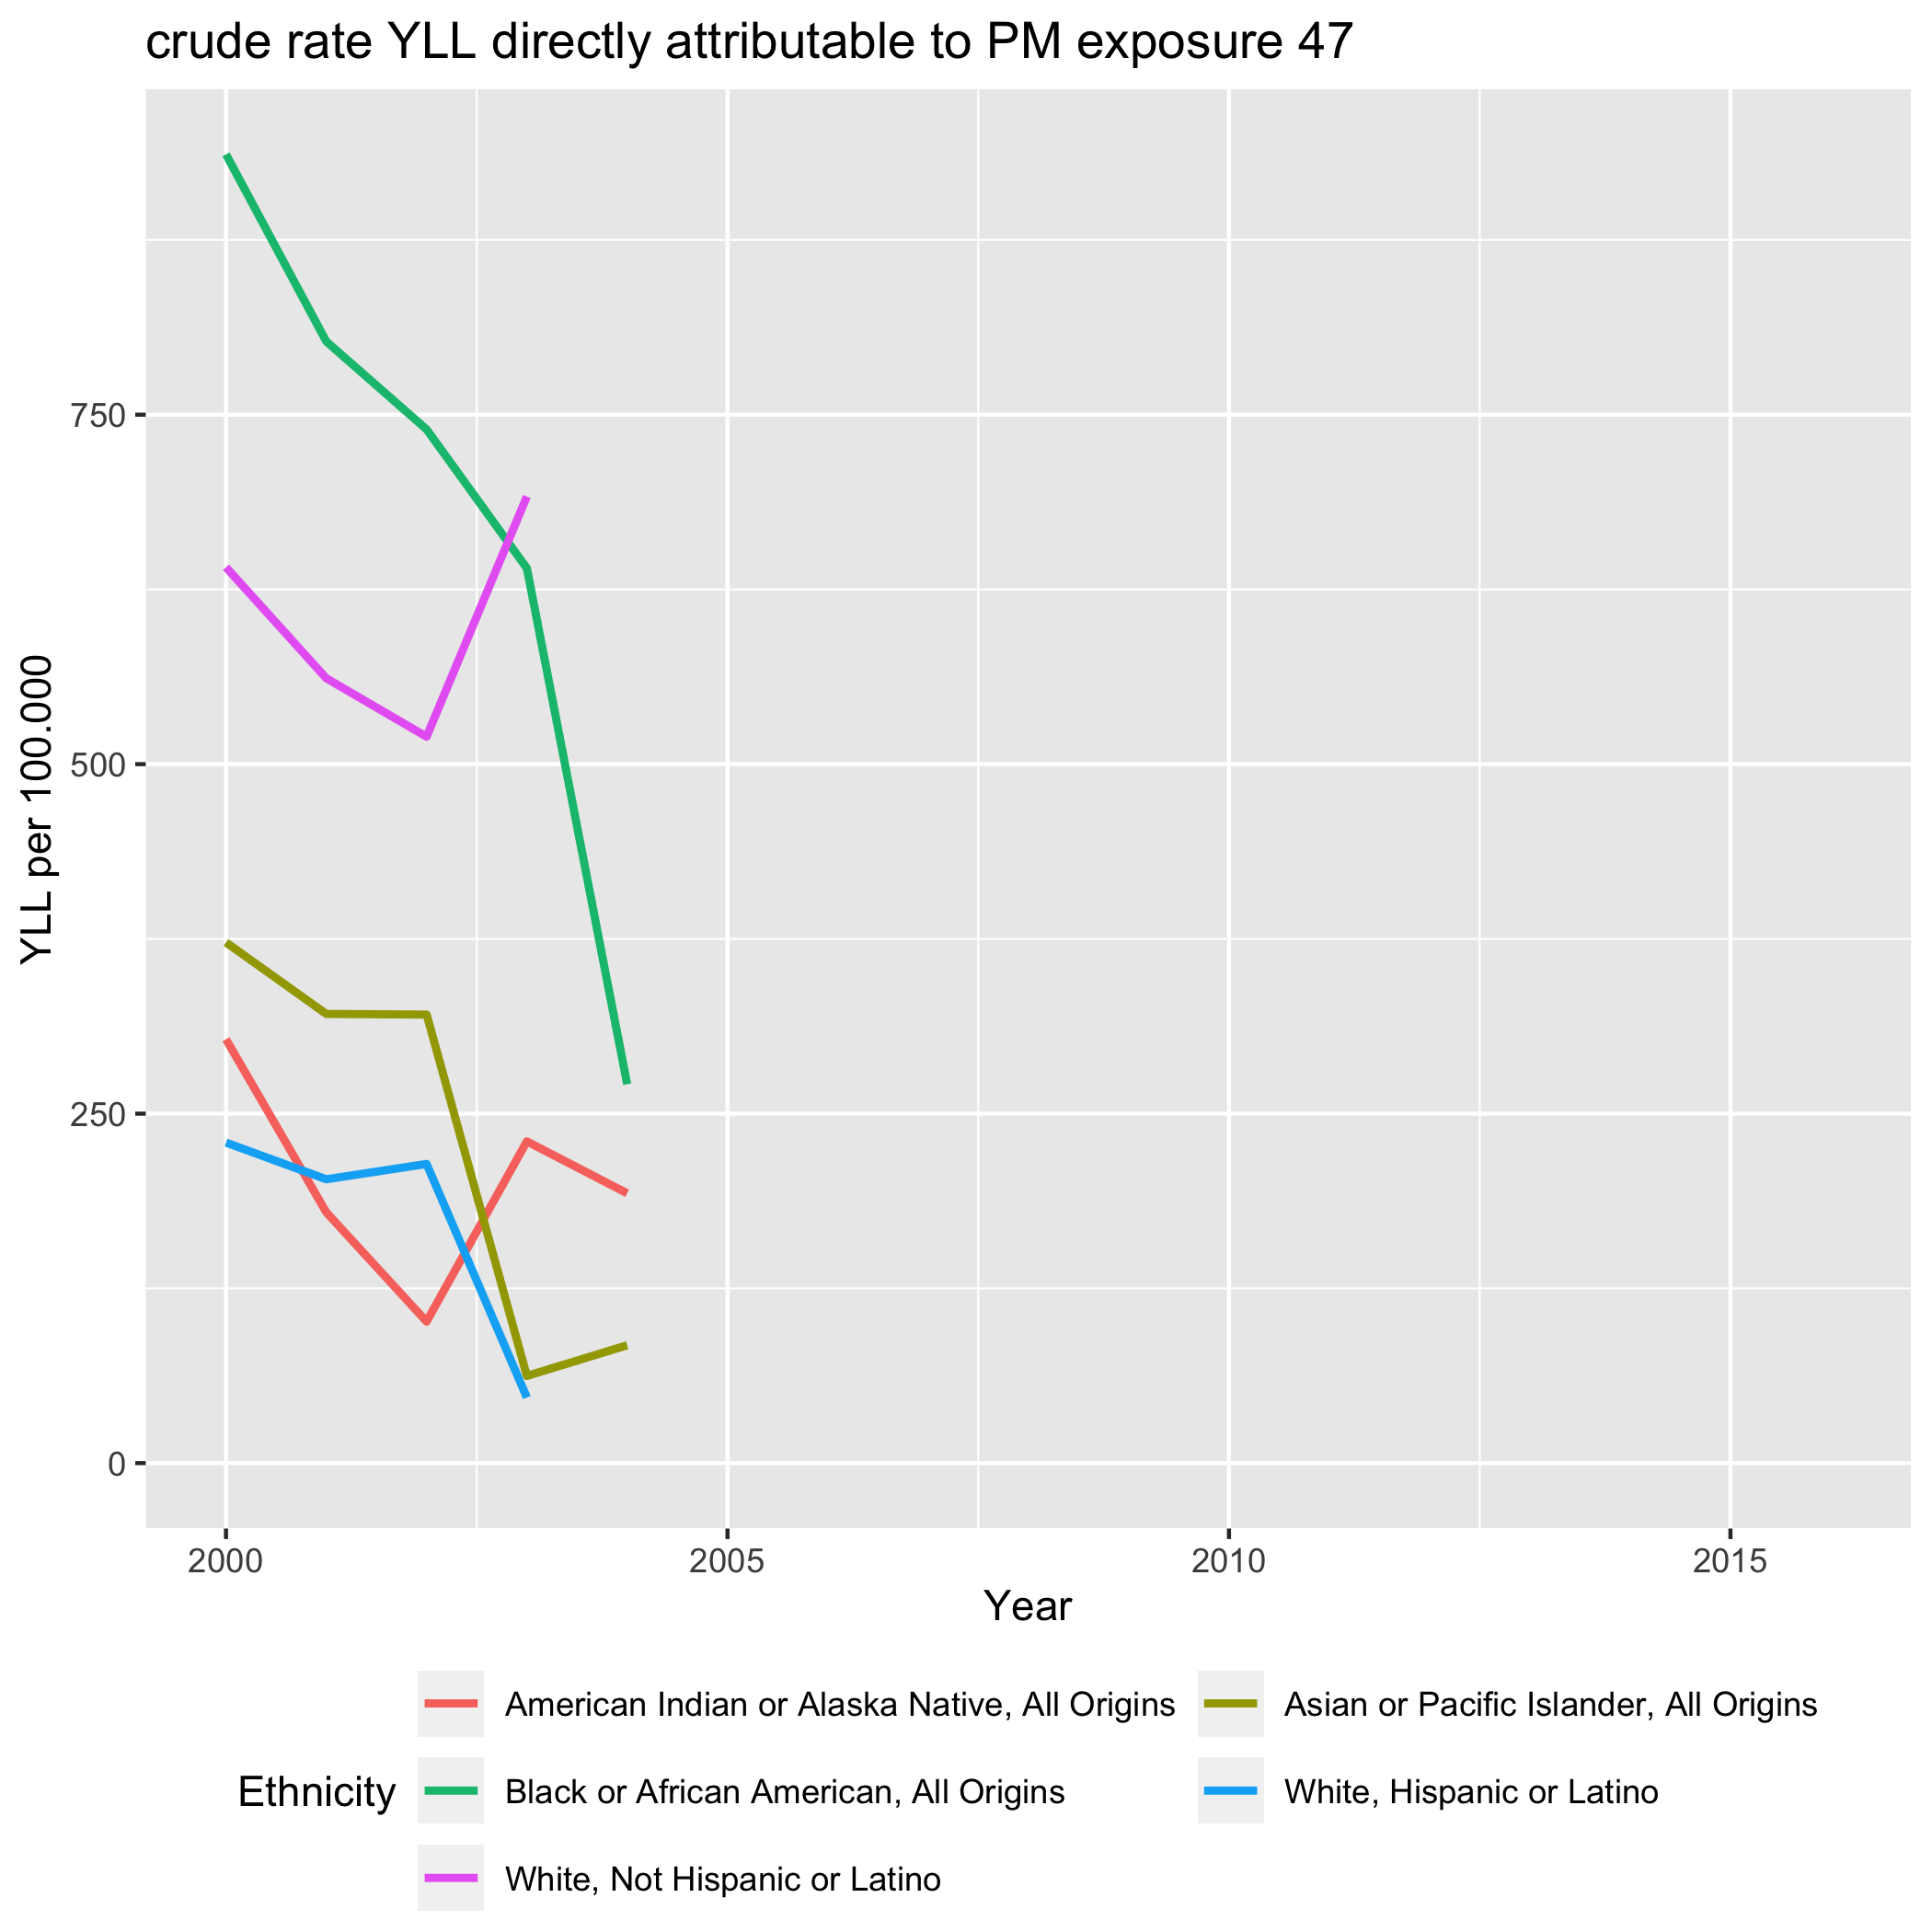 crude rate YLL directly attributable to PM exposure 47
YLL per 100.000
750
500
250
0
2000 2005 2010 2015
Year
Ethnicity
American Indian or Alaska Native, All Origins
Asian or Pacific Islander, All Origins
Black or African American, All Origins
White, Hispanic or Latino
White, Not Hispanic or Latino